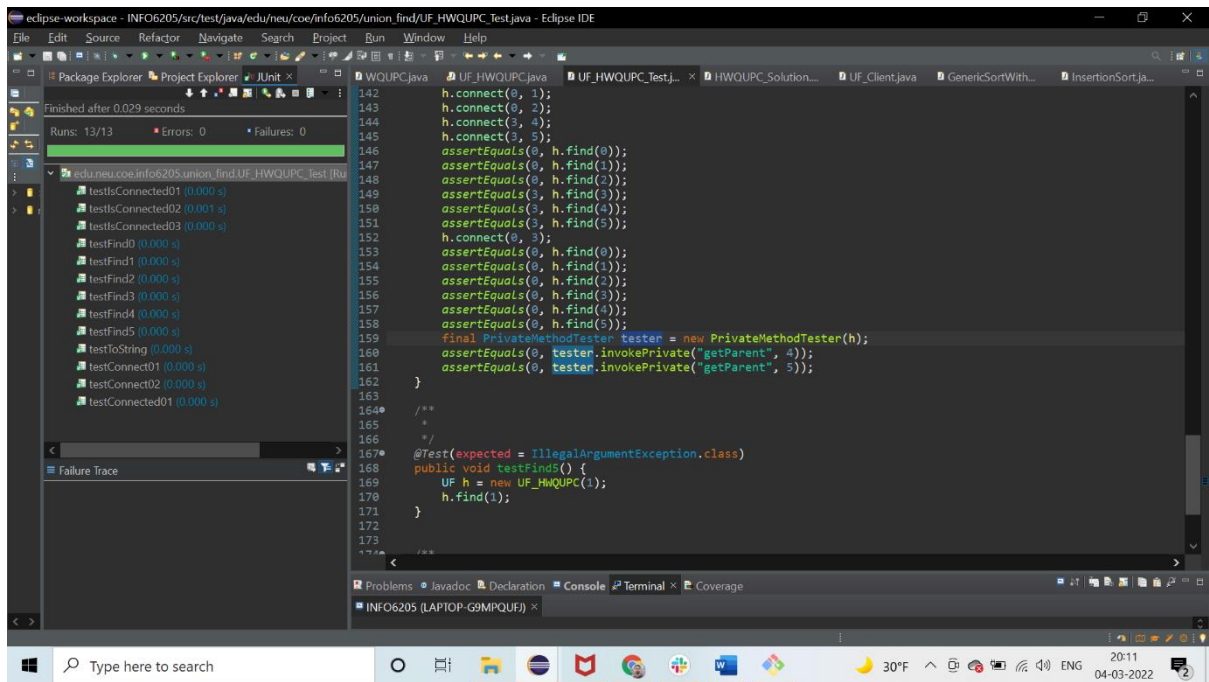 eclipse-workspace - INFO6205/src/test/java/edu/neu/coe/info6205/union_find/UF_HWQUPC_Test.java - Eclipse IDE
File Edit Source Refactor Navigate Search Project Run Window Help
Package Explorer Project Explorer JUnit ×
WQUPC.java UF_HWQUPC.java UF_HWQUPC_Test.j... × HWQUPC_Solution.... UF_Client.java GenericSortWith... InsertionSort.ja...
Finished after 0.029 seconds
Runs: 13/13 Errors: 0 Failures: 0
edu.neu.coe.info6205.union_find.UF_HWQUPC_Test [Ru
testIsConnected01 (0.000 s)
testIsConnected02 (0.001 s)
testIsConnected03 (0.000 s)
testFind0 (0.000 s)
testFind1 (0.000 s)
testFind2 (0.000 s)
testFind3 (0.000 s)
testFind4 (0.000 s)
testFind5 (0.000 s)
testToString (0.000 s)
testConnect01 (0.000 s)
testConnect02 (0.000 s)
testConnected01 (0.000 s)
Failure Trace
142 h.connect(0, 1);
143 h.connect(0, 2);
144 h.connect(3, 4);
145 h.connect(3, 5);
146 assertEquals(0, h.find(0));
147 assertEquals(0, h.find(1));
148 assertEquals(0, h.find(2));
149 assertEquals(3, h.find(3));
150 assertEquals(3, h.find(4));
151 assertEquals(3, h.find(5));
152 h.connect(0, 3);
153 assertEquals(0, h.find(0));
154 assertEquals(0, h.find(1));
155 assertEquals(0, h.find(2));
156 assertEquals(0, h.find(3));
157 assertEquals(0, h.find(4));
158 assertEquals(0, h.find(5));
159 final PrivateMethodTester tester = new PrivateMethodTester(h);
160 assertEquals(0, tester.invokePrivate("getParent", 4));
161 assertEquals(0, tester.invokePrivate("getParent", 5));
162 }
163
164 /**
165 *
166 */
167 @Test(expected = IllegalArgumentException.class)
168 public void testFind5() {
169 UF h = new UF_HWQUPC(1);
170 h.find(1);
171 }
172
173
174 /**
Problems Javadoc Declaration Console Terminal × Coverage
INFO6205 (LAPTOP-G9MPQUFJ) ×
Type here to search
30°F ENG
20:11
04-03-2022
2